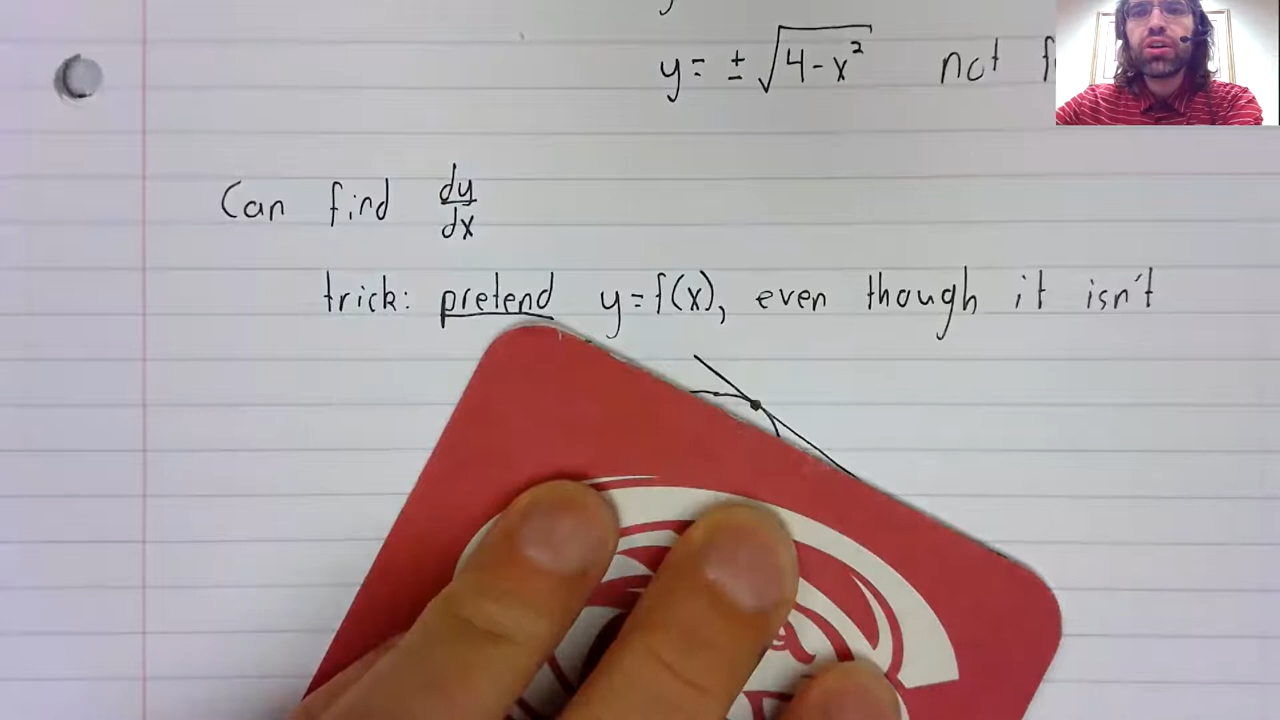 y = ± √4-x²   not
Can find dy/dx
trick: pretend y=f(x), even though it isn't